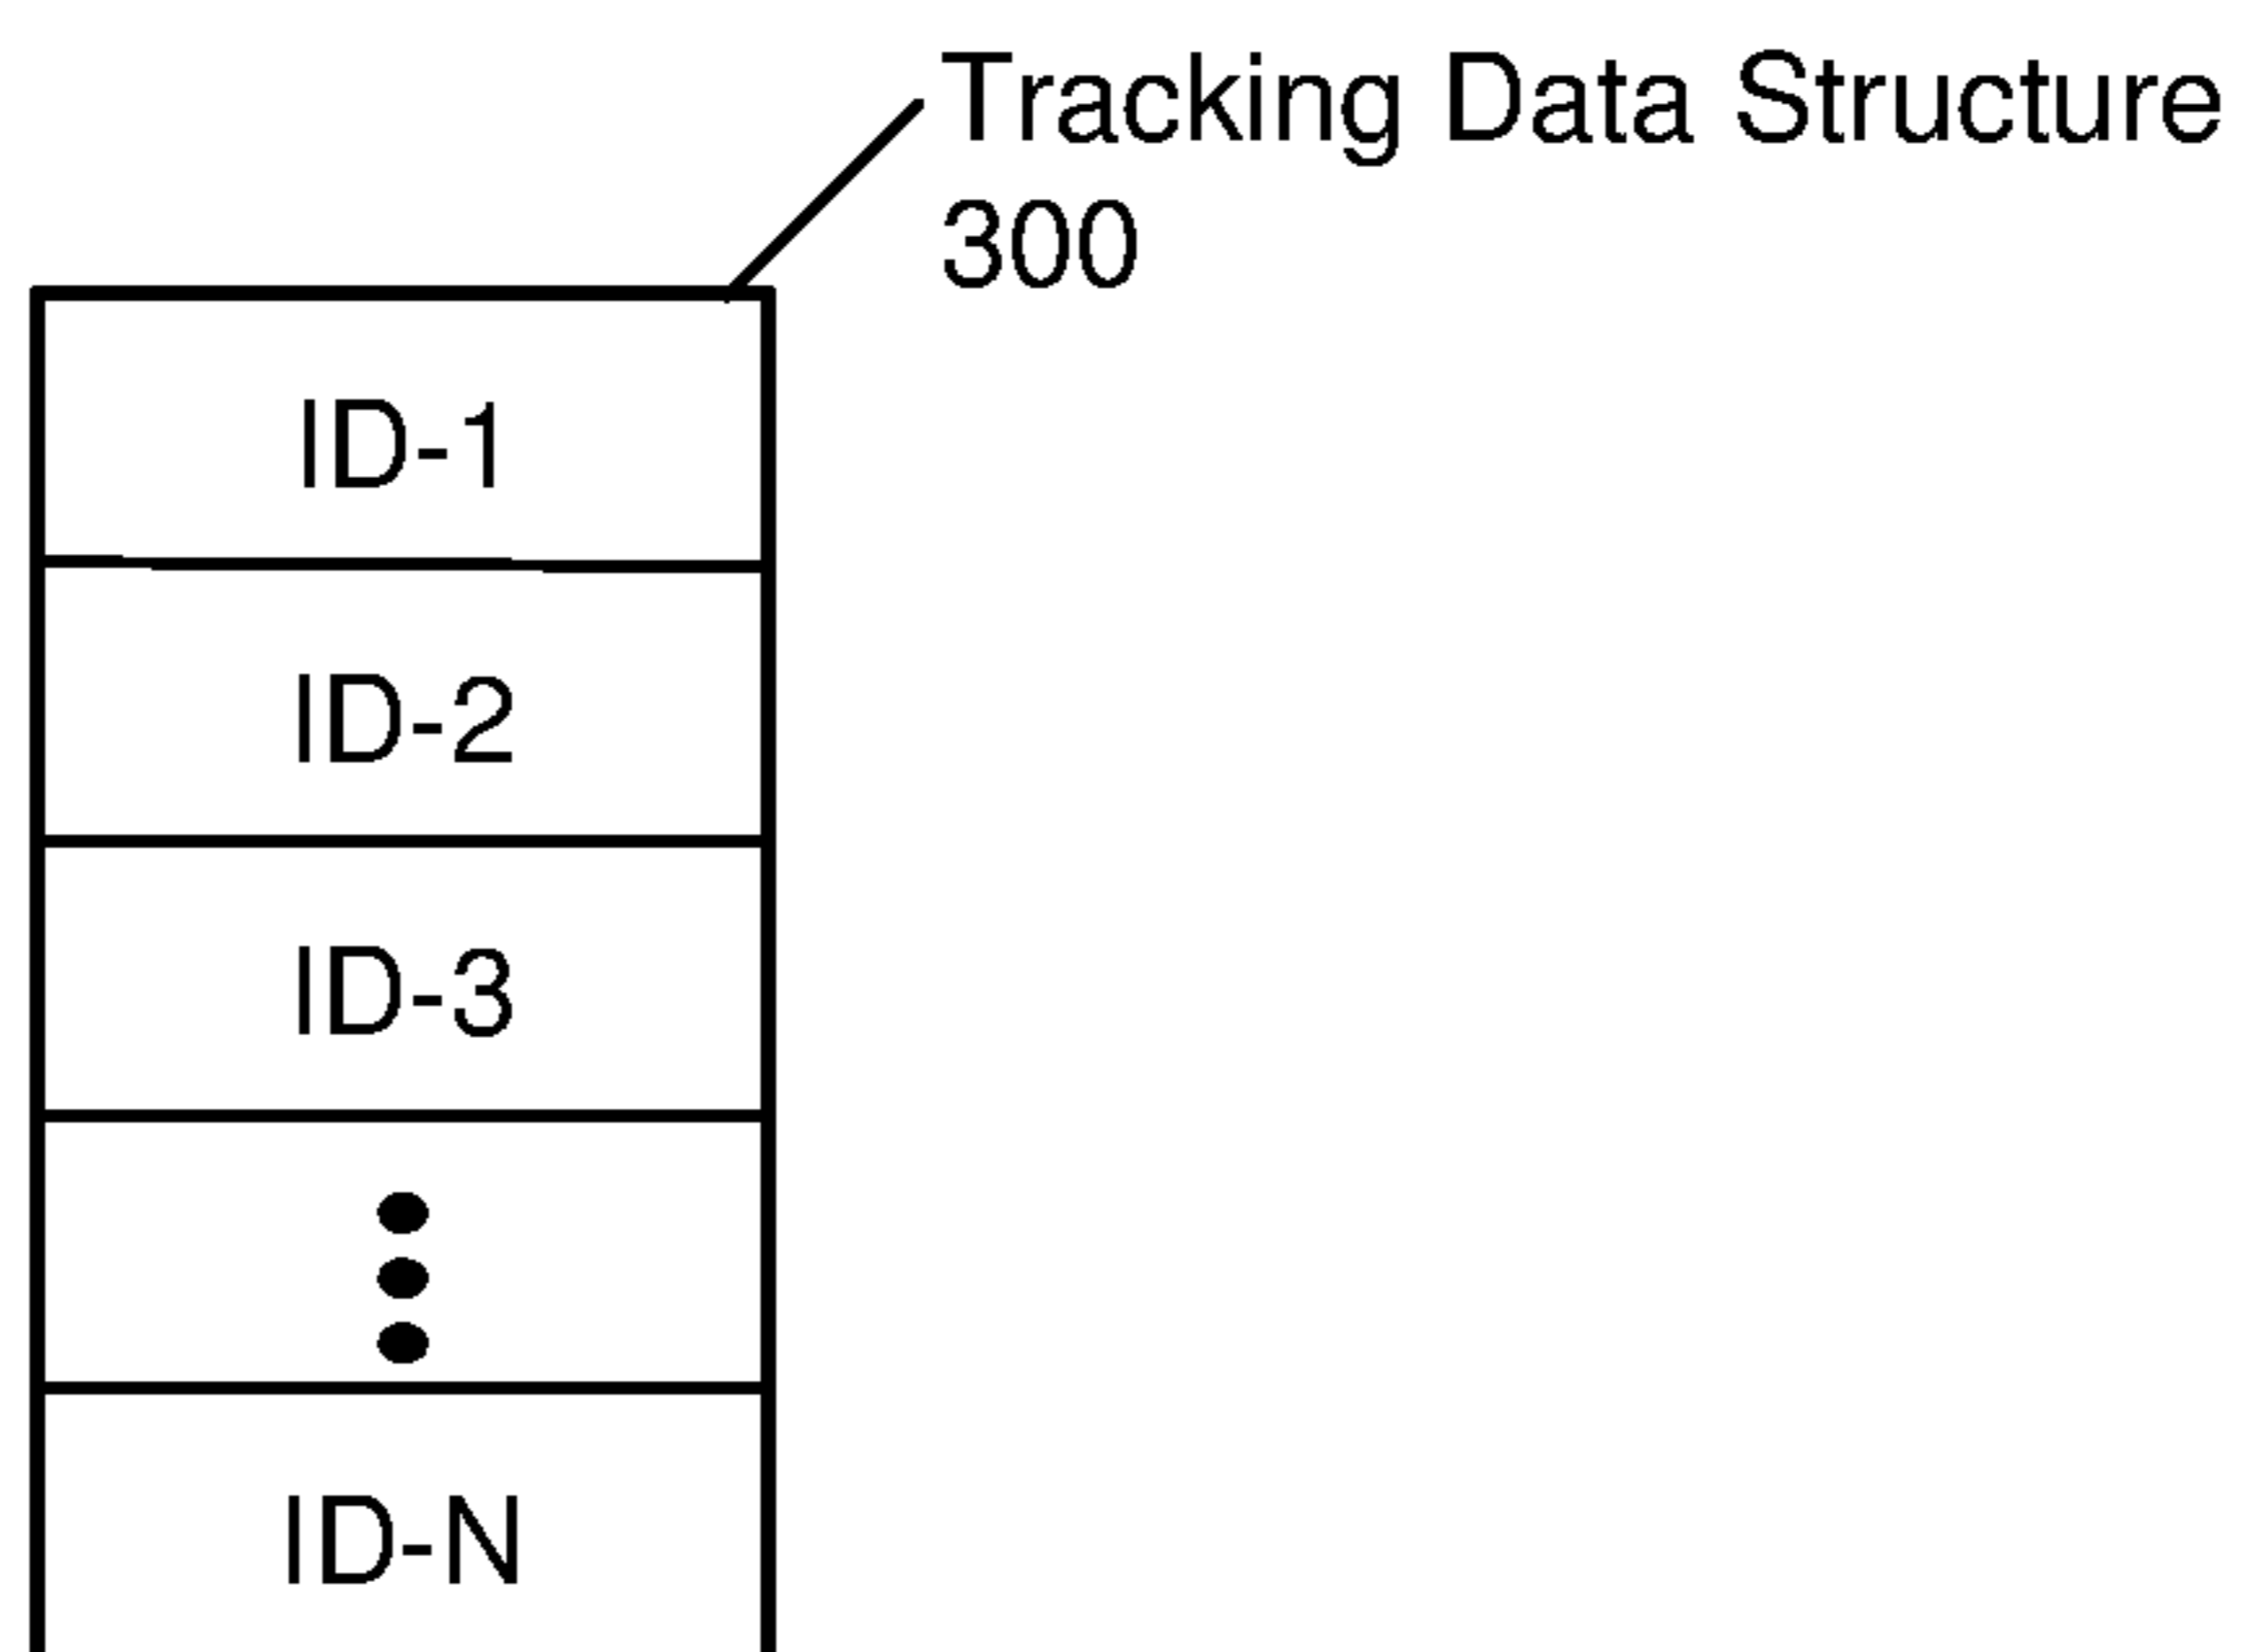 Tracking Data Structure
300
ID-1
ID-2
ID-3
ID-N